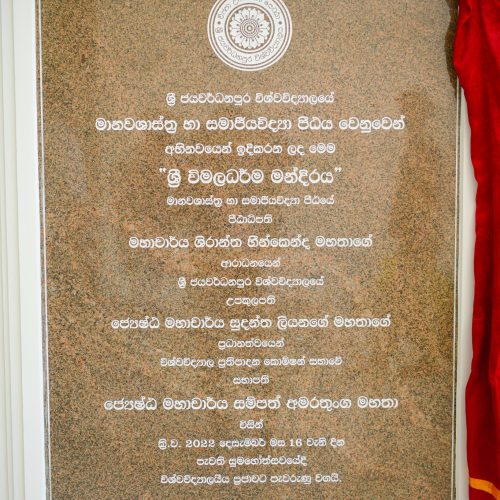 ශ්‍රී ජයවර්ධනපුර විශ්වවිද්‍යාලයේ
මානවශාස්ත්‍ර හා සමාජීයවිද්‍යා පීඨය වෙනුවෙන්
අභිනවයෙන් ඉදිකරන ලද මෙම
"ශ්‍රී විමලධර්ම මන්දිරය"
මානවශාස්ත්‍ර හා සමාජීයවිද්‍යා පීඨයේ
පීඨාධිපති
මහාචාර්ය ශිරාන්ත හීන්කෙන්ද මහතාගේ
ආරාධනයෙන්
ශ්‍රී ජයවර්ධනපුර විශ්වවිද්‍යාලයේ
උපකුලපති
ජ්‍යෙෂ්ඨ මහාචාර්ය සුදන්ත ලියනගේ මහතාගේ
ප්‍රධානත්වයෙන්
විශ්වවිද්‍යාල ප්‍රතිපාදන කොමිෂන් සභාවේ
සභාපති
ජ්‍යෙෂ්ඨ මහාචාර්ය සම්පත් අමරතුංග මහතා
විසින්
ක්‍රි.ව. 2022 දෙසැම්බර් මස 16 වැනි දින
පැවති සුමහෝත්සවයේදී
විශ්වවිද්‍යාලයීය ප්‍රජාවට පැවරුණු වගයි.